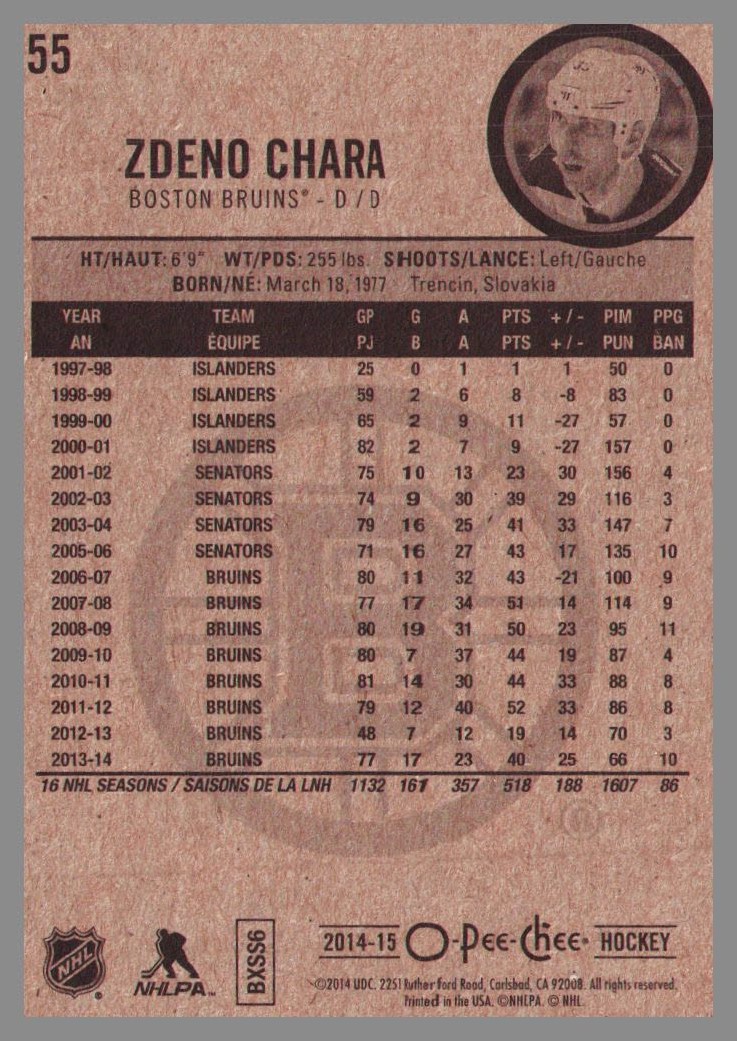 55
ZDENO CHARA
BOSTON BRUINS® - D / D
HT/HAUT: 6'9" WT/PDS: 255 lbs. SHOOTS/LANCE: Left/Gauche
BORN/NÉ: March 18, 1977 Trencin, Slovakia
YEAR TEAM GP G A PTS +/- PIM PPG
AN ÉQUIPE PJ B A PTS +/- PUN BAN
1997-98 ISLANDERS 25 0 1 1 1 50 0
1998-99 ISLANDERS 59 2 6 8 -8 83 0
1999-00 ISLANDERS 65 2 9 11 -27 57 0
2000-01 ISLANDERS 82 2 7 9 -27 157 0
2001-02 SENATORS 75 10 13 23 30 156 4
2002-03 SENATORS 74 9 30 39 29 116 3
2003-04 SENATORS 79 16 25 41 33 147 7
2005-06 SENATORS 71 16 27 43 17 135 10
2006-07 BRUINS 80 11 32 43 -21 100 9
2007-08 BRUINS 77 17 34 51 14 114 9
2008-09 BRUINS 80 19 31 50 23 95 11
2009-10 BRUINS 80 7 37 44 19 87 4
2010-11 BRUINS 81 14 30 44 33 88 8
2011-12 BRUINS 79 12 40 52 33 86 8
2012-13 BRUINS 48 7 12 19 14 70 3
2013-14 BRUINS 77 17 23 40 25 66 10
16 NHL SEASONS / SAISONS DE LA LNH 1132 161 357 518 188 1607 86
B
NHL ®
NHLPA™
BXSS6
2014-15 O-Pee-Chee® HOCKEY
©2014 UDC. 2251 Rutherford Road, Carlsbad, CA 92008. All rights reserved.
Printed in the USA. ©NHLPA. © NHL.